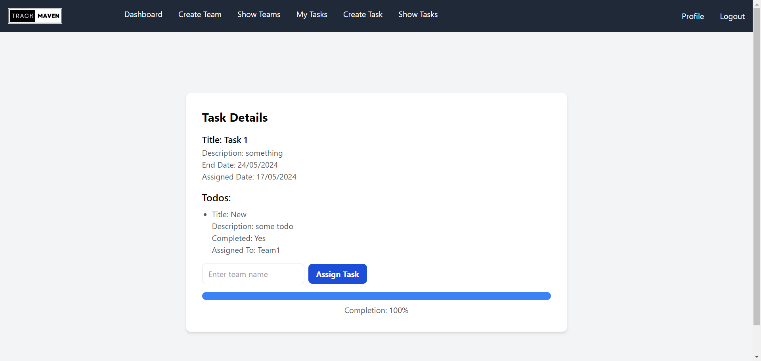 TRACK MAVEN
Dashboard Create Team Show Teams My Tasks Create Task Show Tasks Profile Logout
Task Details
Title: Task 1
Description: something
End Date: 24/05/2024
Assigned Date: 17/05/2024
Todos:
• Title: New
Description: some todo
Completed: Yes
Assigned To: Team1
Enter team name Assign Task
Completion: 100%